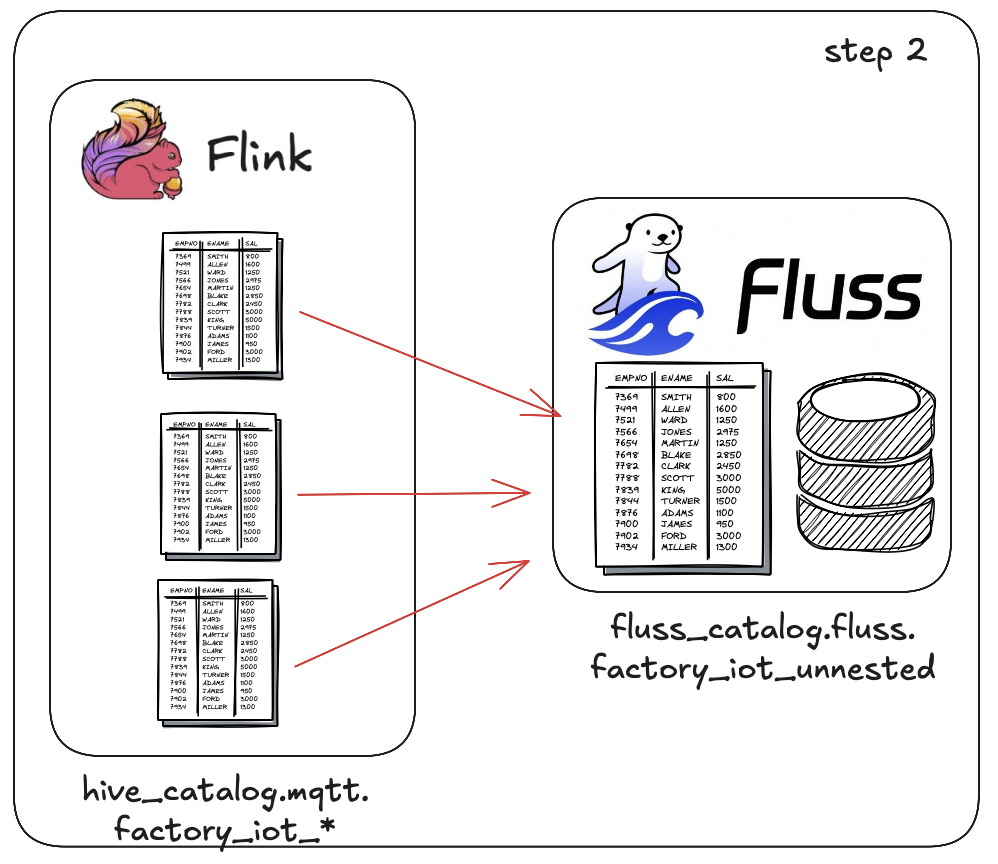 step 2
Flink
EMPNO ENAME SAL
7369 SMITH 800
7499 ALLEN 1600
7521 WARD 1250
7566 JONES 2975
7654 MARTIN 1250
7698 BLAKE 2850
7782 CLARK 2450
7788 SCOTT 3000
7839 KING 5000
7844 TURNER 1500
7876 ADAMS 1100
7900 JAMES 950
7902 FORD 3000
7934 MILLER 1300
EMPNO ENAME SAL
7369 SMITH 800
7499 ALLEN 1600
7521 WARD 1250
7566 JONES 2975
7654 MARTIN 1250
7698 BLAKE 2850
7782 CLARK 2450
7788 SCOTT 3000
7839 KING 5000
7844 TURNER 1500
7876 ADAMS 1100
7900 JAMES 950
7902 FORD 3000
7934 MILLER 1300
EMPNO ENAME SAL
7369 SMITH 800
7499 ALLEN 1600
7521 WARD 1250
7566 JONES 2975
7654 MARTIN 1250
7698 BLAKE 2850
7782 CLARK 2450
7788 SCOTT 3000
7839 KING 5000
7844 TURNER 1500
7876 ADAMS 1100
7900 JAMES 950
7902 FORD 3000
7934 MILLER 1300
hive_catalog.mqtt.
factory_iot_*
Fluss
EMPNO ENAME SAL
7369 SMITH 800
7499 ALLEN 1600
7521 WARD 1250
7566 JONES 2975
7654 MARTIN 1250
7698 BLAKE 2850
7782 CLARK 2450
7788 SCOTT 3000
7839 KING 5000
7844 TURNER 1500
7876 ADAMS 1100
7900 JAMES 950
7902 FORD 3000
7934 MILLER 1300
fluss_catalog.fluss.
factory_iot_unnested